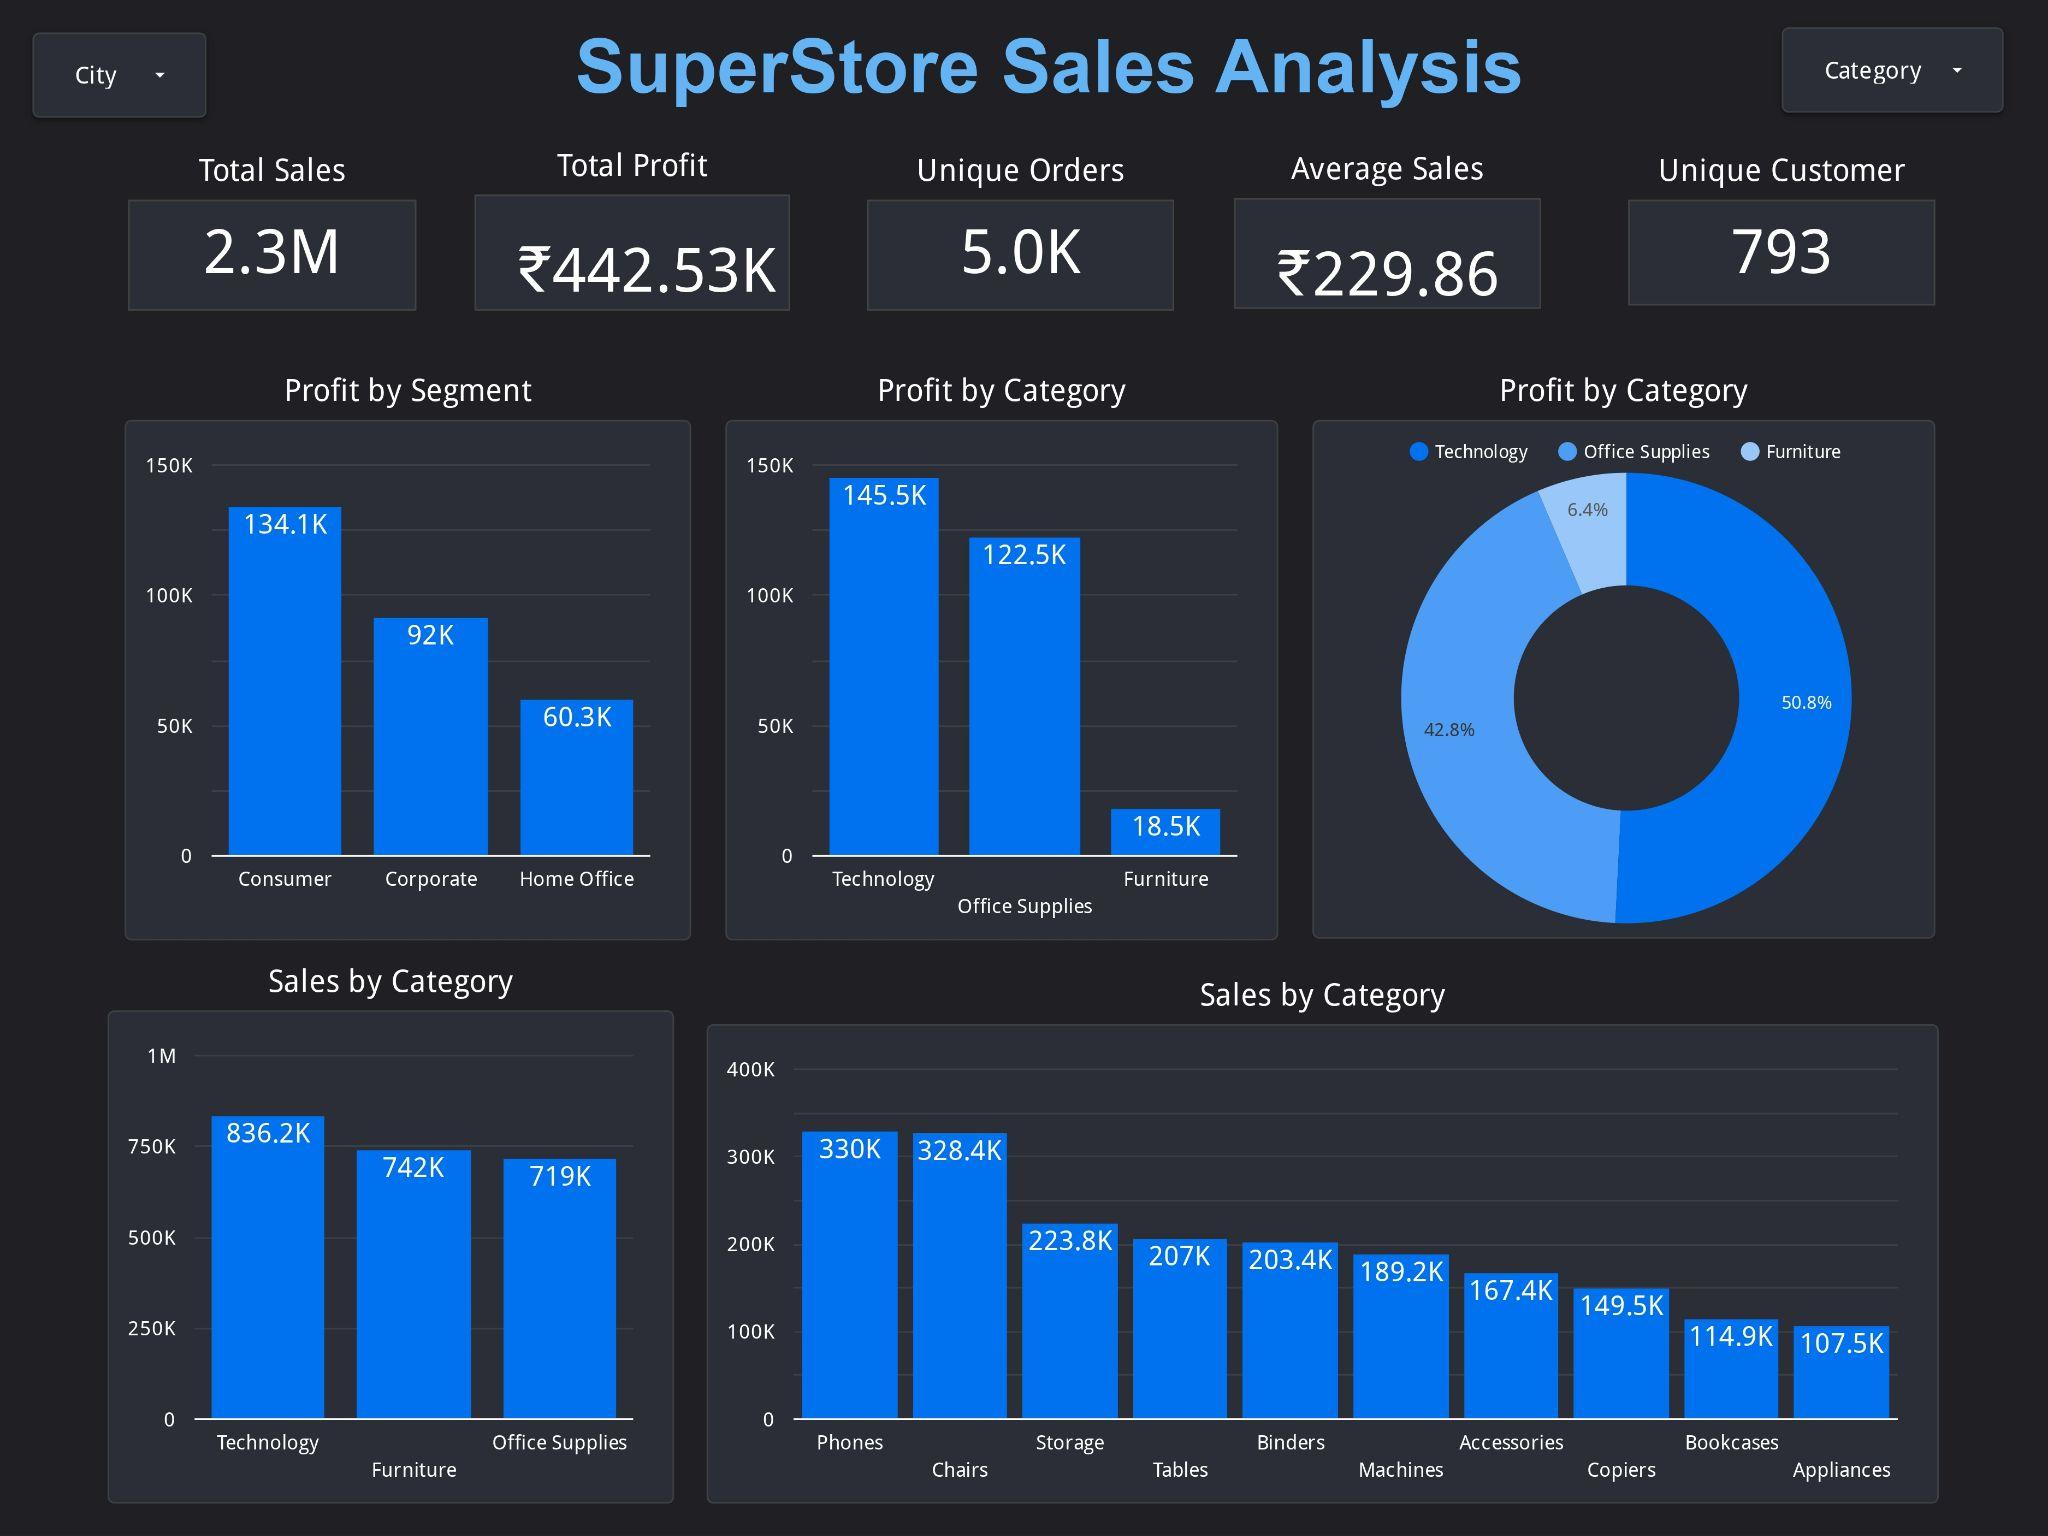 City
SuperStore Sales Analysis
Category
Total Sales
2.3M
Total Profit
₹442.53K
Unique Orders
5.0K
Average Sales
₹229.86
Unique Customer
793
Profit by Segment
150K
100K
50K
0
134.1K
92K
60.3K
Consumer
Corporate
Home Office
Profit by Category
150K
100K
50K
0
145.5K
122.5K
18.5K
Technology
Office Supplies
Furniture
Profit by Category
Technology
Office Supplies
Furniture
6.4%
50.8%
42.8%
Sales by Category
1M
750K
500K
250K
0
836.2K
742K
719K
Technology
Furniture
Office Supplies
Sales by Category
400K
300K
200K
100K
0
330K
328.4K
223.8K
207K
203.4K
189.2K
167.4K
149.5K
114.9K
107.5K
Phones
Chairs
Storage
Tables
Binders
Machines
Accessories
Copiers
Bookcases
Appliances